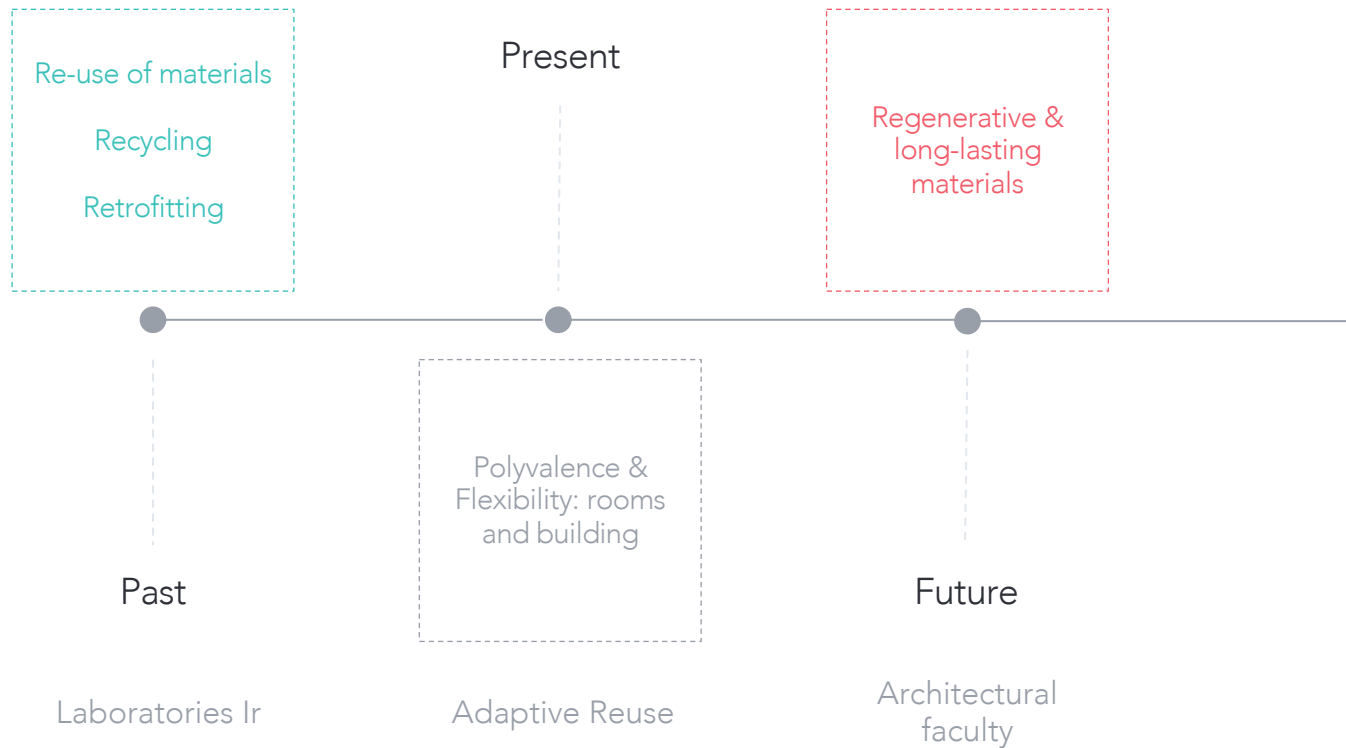 Re-use of materials
Recycling
Retrofitting
Present
Regenerative &
long-lasting
materials
Polyvalence &
Flexibility: rooms
and building
Past
Future
Laboratories Ir
Adaptive Reuse
Architectural
faculty